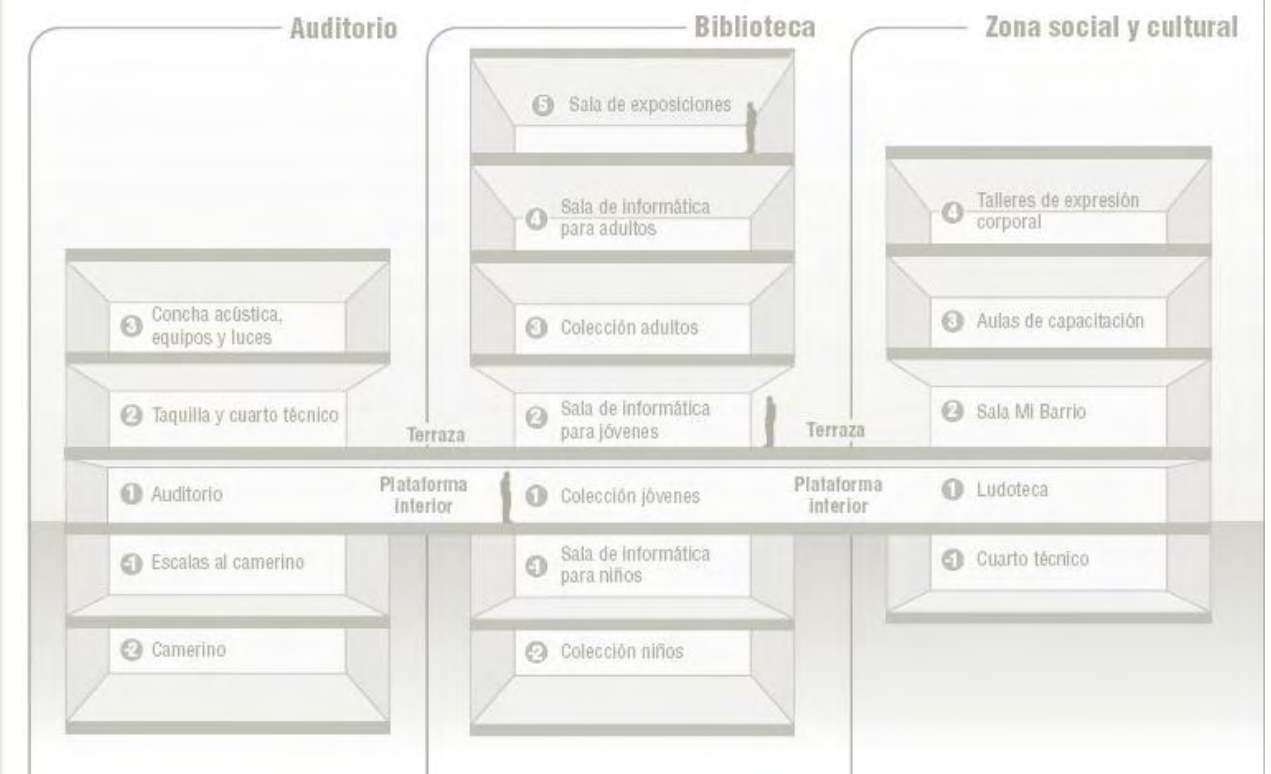 Auditorio
3 Concha acústica,
equipos y luces
2 Taquilla y cuarto técnico
Terraza
1 Auditorio
Plataforma
interior
-1 Escalas al camerino
-2 Camerino
Biblioteca
5 Sala de exposiciones
4 Sala de informática
para adultos
3 Colección adultos
2 Sala de informática
para jóvenes
Terraza
1 Colección jóvenes
Plataforma
interior
-1 Sala de informática
para niños
-2 Colección niños
Zona social y cultural
4 Talleres de expresión
corporal
3 Aulas de capacitación
2 Sala Mi Barrio
1 Ludoteca
-1 Cuarto técnico